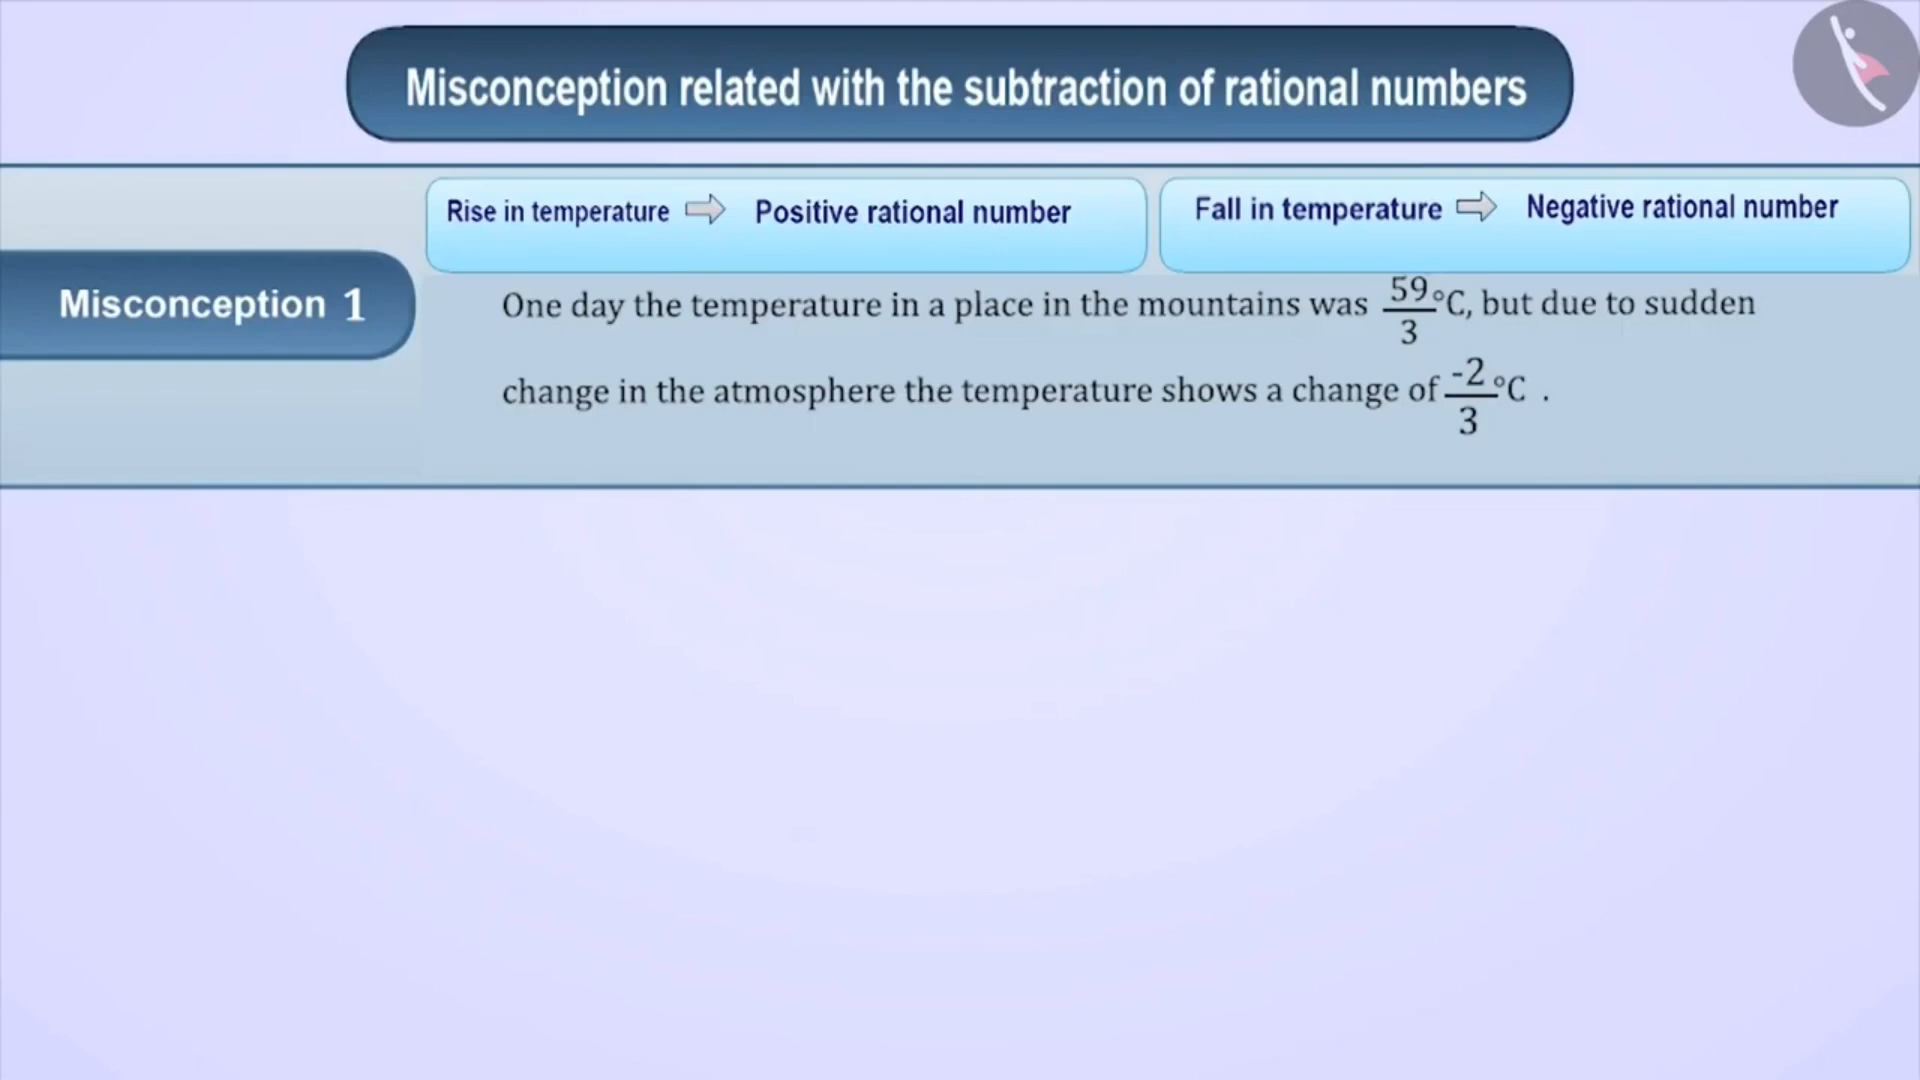 Misconception related with the subtraction of rational numbers
Rise in temperature ⇨ Positive rational number
Fall in temperature ⇨ Negative rational number
Misconception 1
One day the temperature in a place in the mountains was 59/3 °C, but due to sudden
change in the atmosphere the temperature shows a change of -2/3 °C .